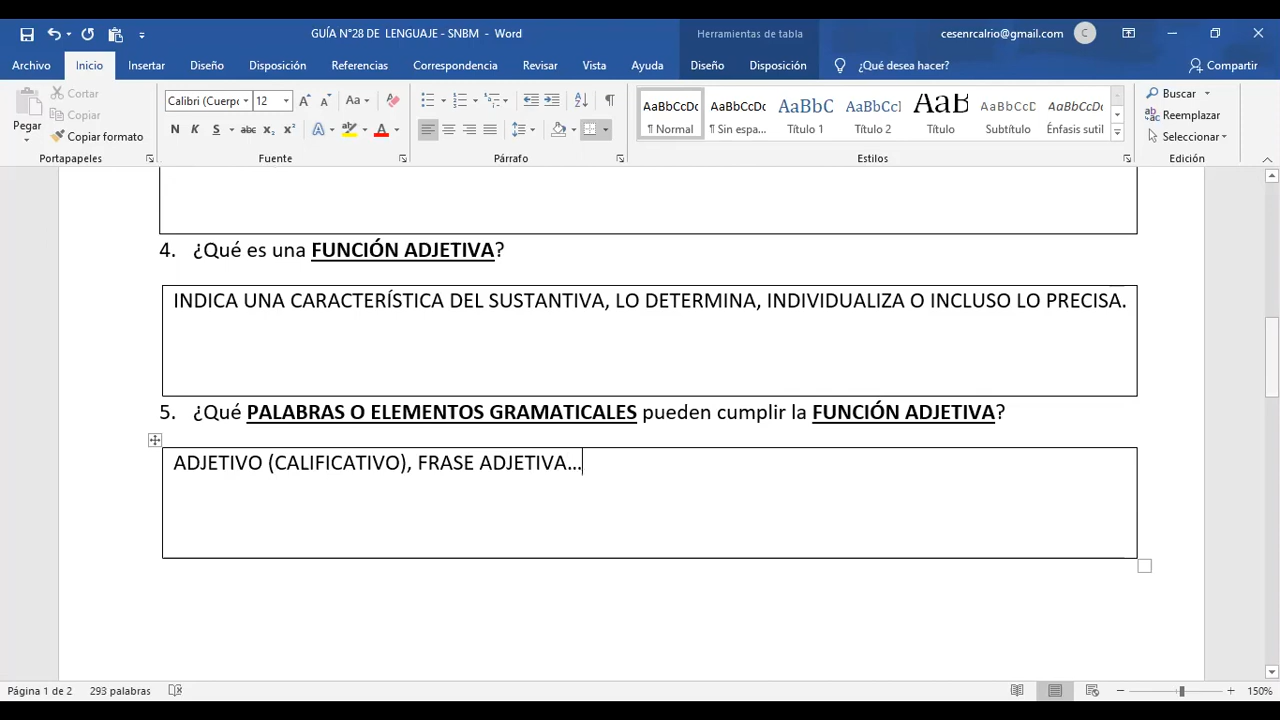 GUÍA N°28 DE LENGUAJE - SNBM - Word
Herramientas de tabla
cesenrcalrio@gmail.com
C
Archivo Inicio Insertar Diseño Disposición Referencias Correspondencia Revisar Vista Ayuda Diseño Disposición ¿Qué desea hacer? Compartir
Pegar
Cortar
Copiar
Copiar formato
Portapapeles
Calibri (Cuerpo 12
N K S abc x₂ x²
Fuente
Párrafo
AaBbCcDc AaBbCcDc AaBbC AaBbCcI AaB AaBbCcD AaBbCcDc
¶ Normal ¶ Sin espa... Título 1 Título 2 Título Subtítulo Énfasis sutil
Estilos
Buscar
Reemplazar
Seleccionar
Edición
4. ¿Qué es una FUNCIÓN ADJETIVA?
INDICA UNA CARACTERÍSTICA DEL SUSTANTIVA, LO DETERMINA, INDIVIDUALIZA O INCLUSO LO PRECISA.
5. ¿Qué PALABRAS O ELEMENTOS GRAMATICALES pueden cumplir la FUNCIÓN ADJETIVA?
ADJETIVO (CALIFICATIVO), FRASE ADJETIVA...
Página 1 de 2 293 palabras
150%